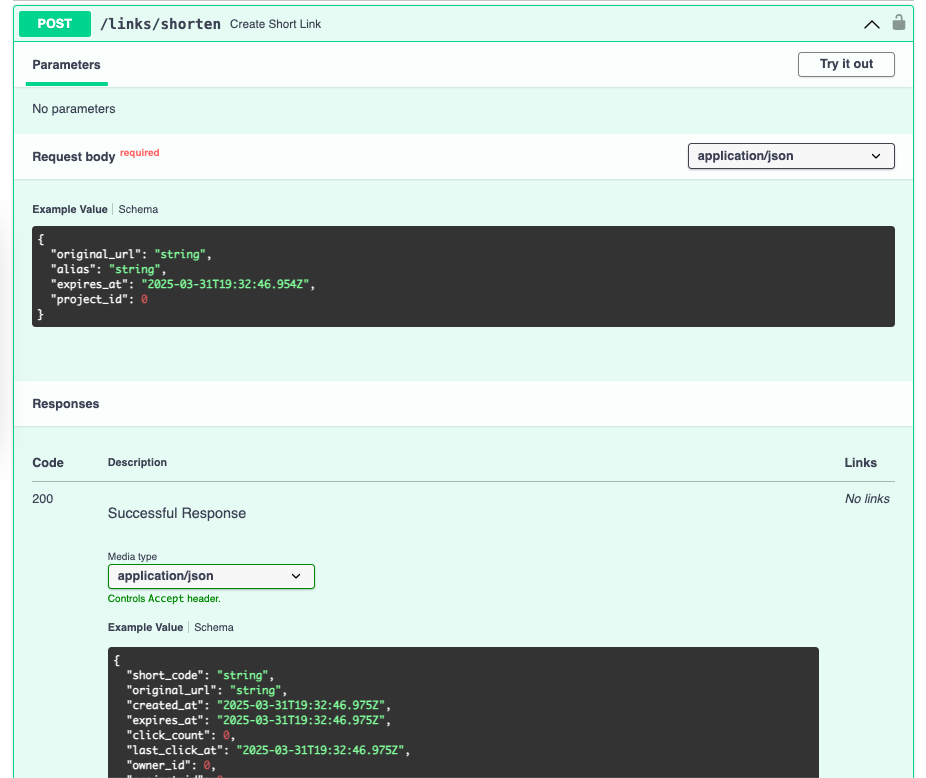 POST /links/shorten Create Short Link
Parameters
Try it out
No parameters
Request body required
application/json
Example Value | Schema
{
  "original_url": "string",
  "alias": "string",
  "expires_at": "2025-03-31T19:32:46.954Z",
  "project_id": 0
}
Responses
Code Description Links
200 Successful Response No links
Media type
application/json
Controls Accept header.
Example Value | Schema
{
  "short_code": "string",
  "original_url": "string",
  "created_at": "2025-03-31T19:32:46.975Z",
  "expires_at": "2025-03-31T19:32:46.975Z",
  "click_count": 0,
  "last_click_at": "2025-03-31T19:32:46.975Z",
  "owner_id": 0,